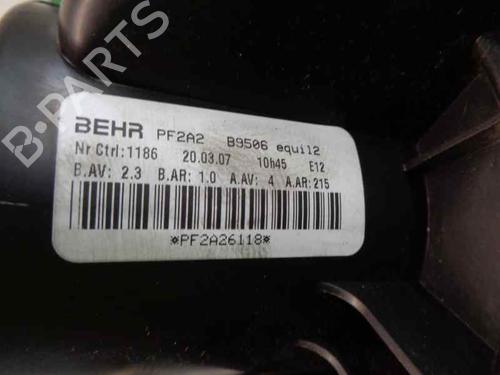 B-PARTS
BEHR PF2A2 B9506 equil2
Nr Ctrl:1186 20.03.07 10h45 E12
B.AV: 2.3 B.AR: 1.0 A.AV: 4 A.AR: 215
*PF2A26118*